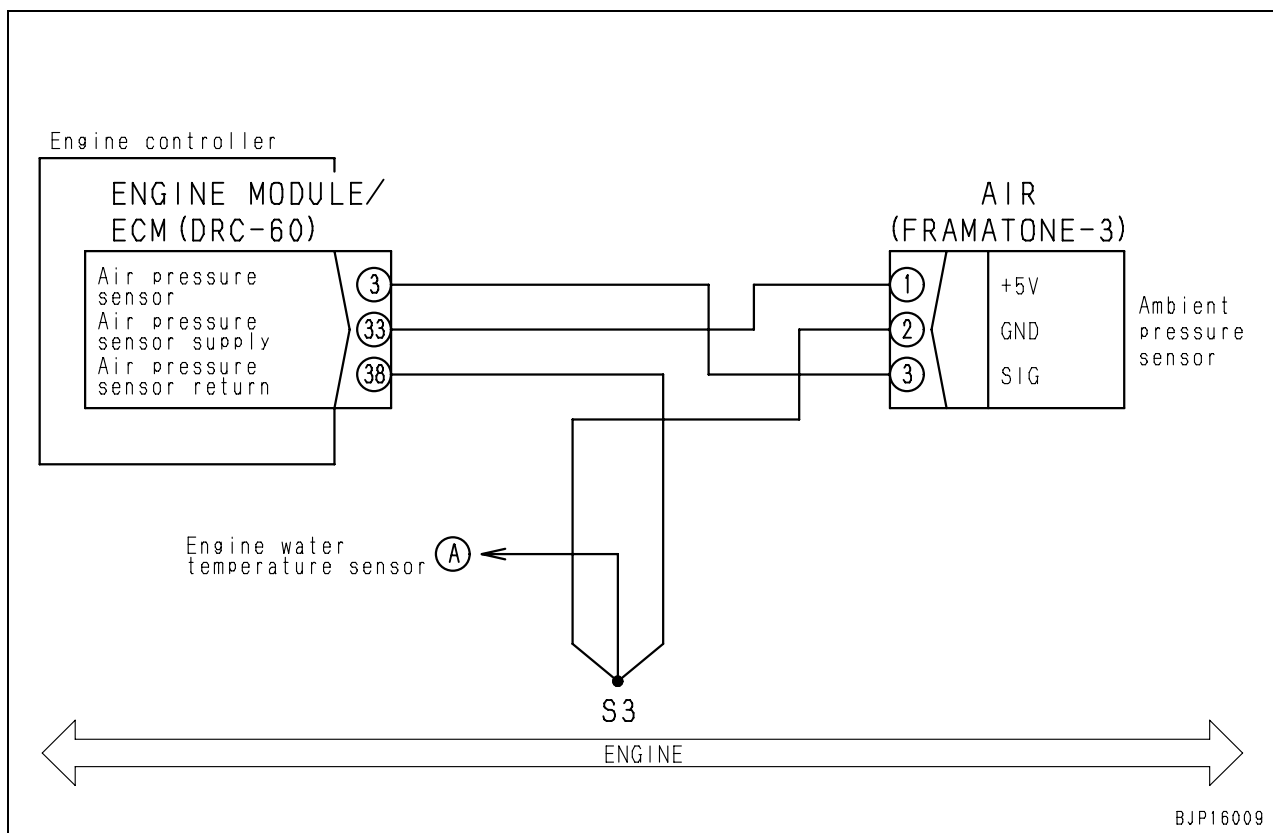 Engine controller
ENGINE MODULE/
ECM(DRC-60)
Air pressure
sensor
3
Air pressure
sensor supply
33
Air pressure
sensor return
38
AIR
(FRAMATONE-3)
1
+5V
2
GND
3
SIG
Ambient
pressure
sensor
Engine water
temperature sensor
A
S3
ENGINE
BJP16009